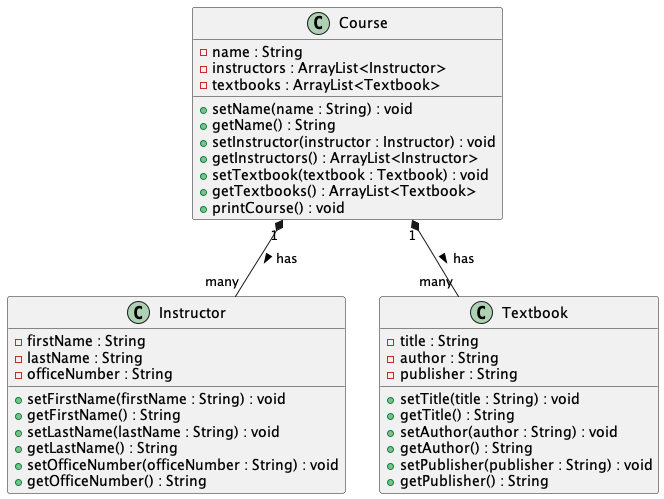 C Course
name : String
instructors : ArrayList<Instructor>
textbooks : ArrayList<Textbook>
setName(name : String) : void
getName() : String
setInstructor(instructor : Instructor) : void
getInstructors() : ArrayList<Instructor>
setTextbook(textbook : Textbook) : void
getTextbooks() : ArrayList<Textbook>
printCourse() : void
1
has
many
1
has
many
C Instructor
firstName : String
lastName : String
officeNumber : String
setFirstName(firstName : String) : void
getFirstName() : String
setLastName(lastName : String) : void
getLastName() : String
setOfficeNumber(officeNumber : String) : void
getOfficeNumber() : String
C Textbook
title : String
author : String
publisher : String
setTitle(title : String) : void
getTitle() : String
setAuthor(author : String) : void
getAuthor() : String
setPublisher(publisher : String) : void
getPublisher() : String